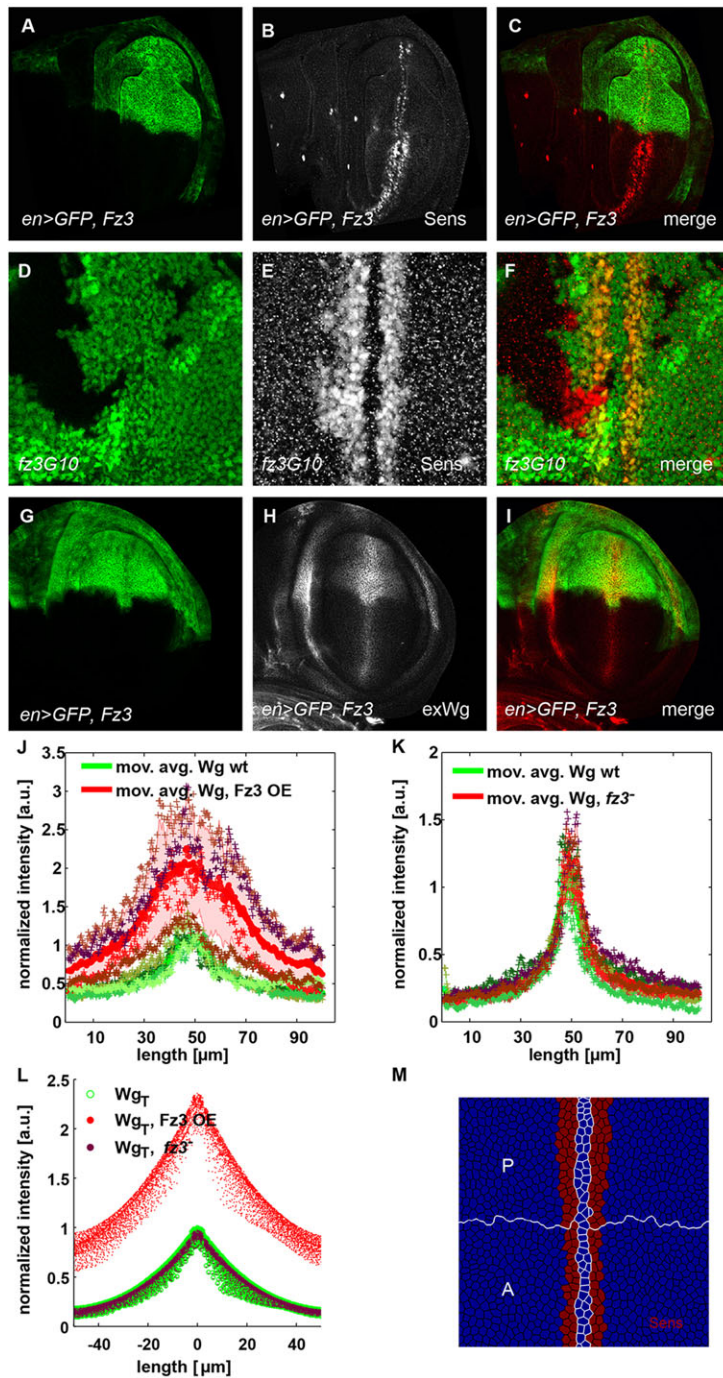 A
B
C
en>GFP, Fz3
en>GFP, Fz3 Sens
en>GFP, Fz3 merge
D
E
F
fz3G10
fz3G10 Sens
fz3G10 merge
G
H
I
en>GFP, Fz3
en>GFP, Fz3 exWg
en>GFP, Fz3 merge
J
K
3.5
3
2.5
2
1.5
1
0.5
0
normalized intensity [a.u.]
mov. avg. Wg wt
mov. avg. Wg, Fz3 OE
10 30 50 70 90
length [µm]
2
1.5
1
0.5
0
normalized intensity [a.u.]
mov. avg. Wg wt
mov. avg. Wg, fz3-
10 30 50 70 90
length [µm]
L
M
2.5
2
1.5
1
0.5
0
normalized intensity [a.u.]
WgT
WgT, Fz3 OE
WgT, fz3-
-40 -20 0 20 40
length [µm]
P
A
Sens